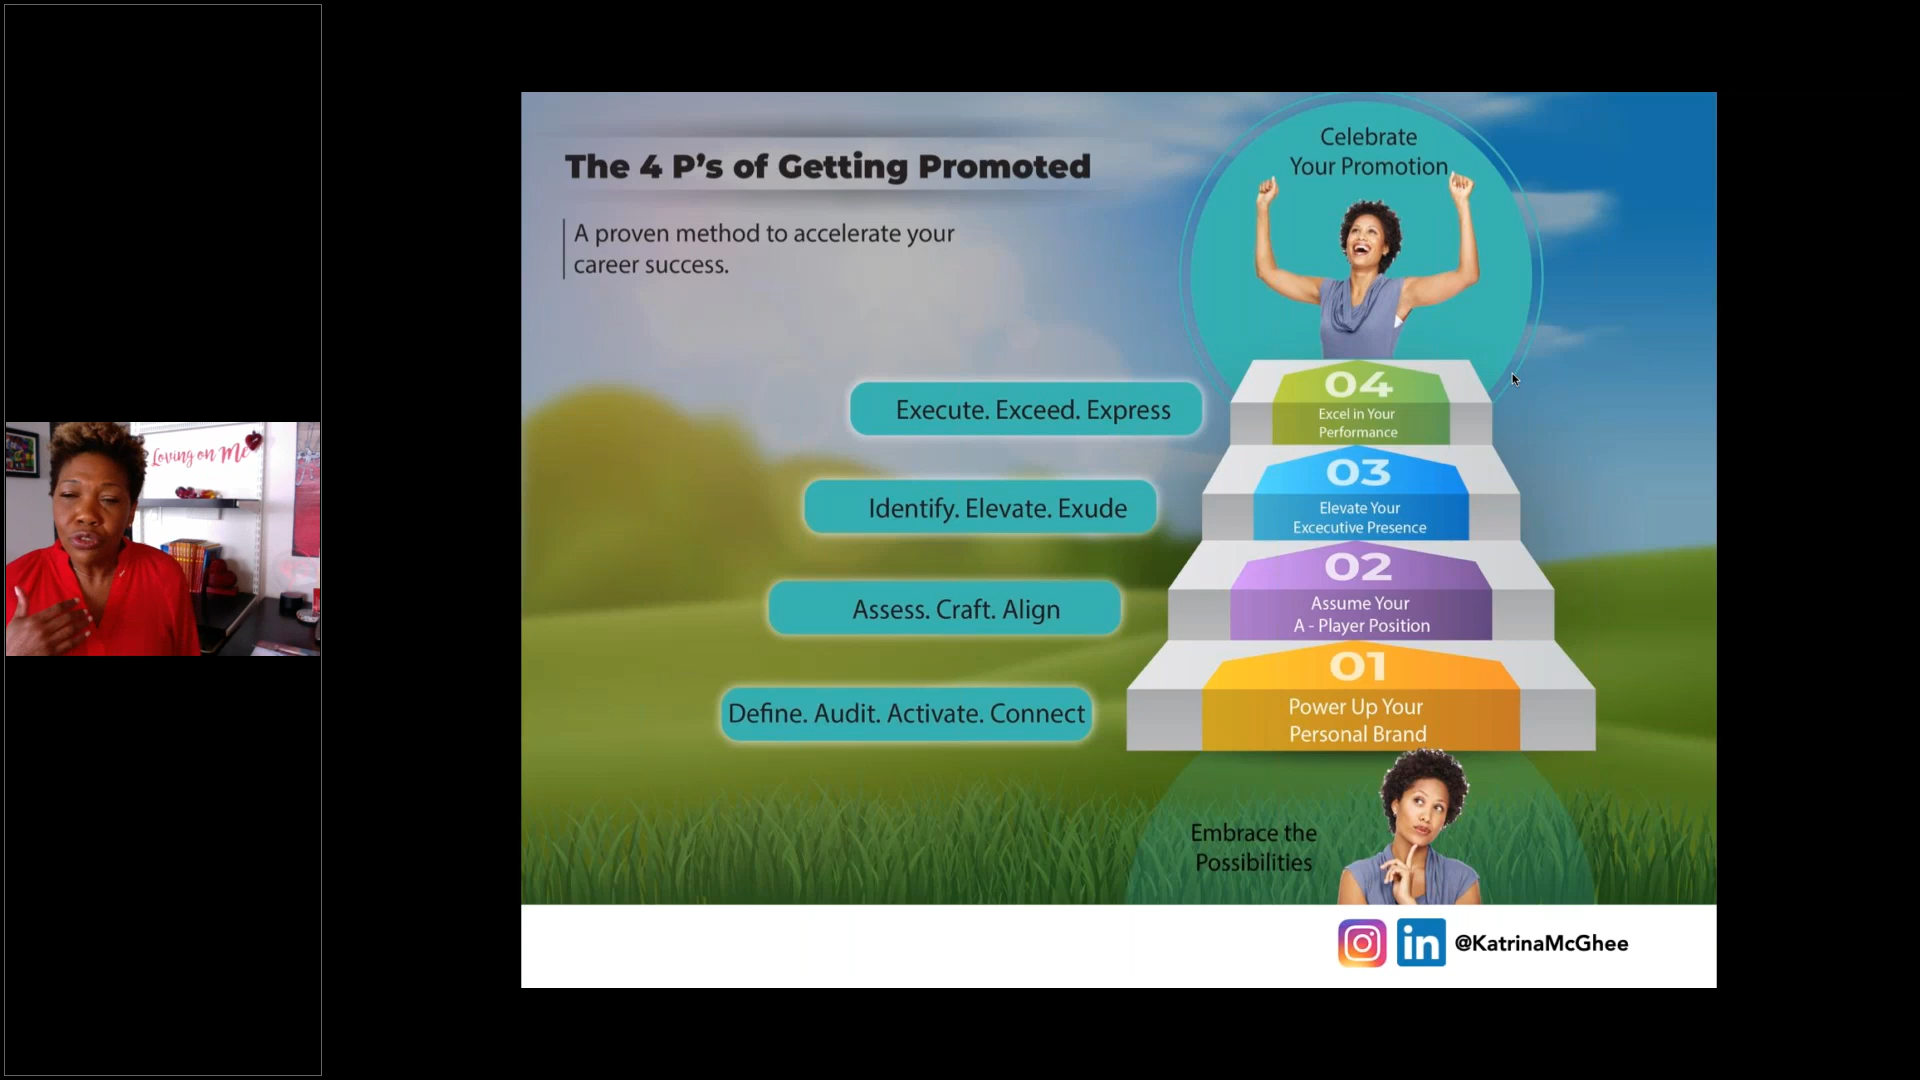 The 4 P's of Getting Promoted
A proven method to accelerate your
career success.
Celebrate
Your Promotion
Execute. Exceed. Express
04
Excel in Your
Performance
Identify. Elevate. Exude
03
Elevate Your
Excecutive Presence
Assess. Craft. Align
02
Assume Your
A - Player Position
Define. Audit. Activate. Connect
01
Power Up Your
Personal Brand
Embrace the
Possibilities
in @KatrinaMcGhee
Loving on Me